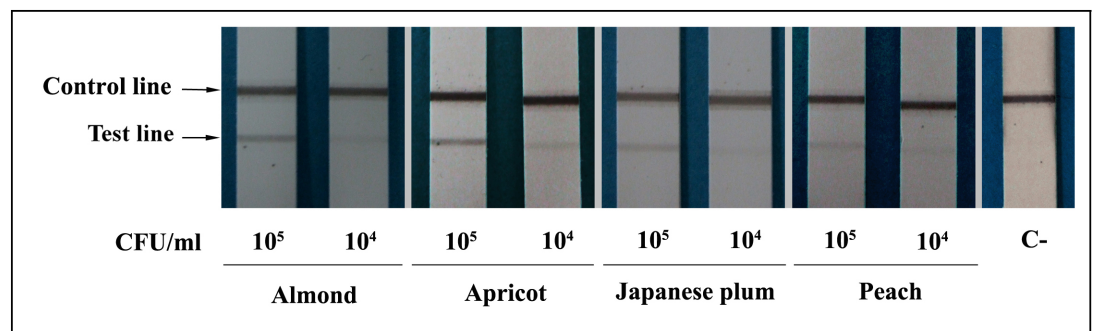 Control line
Test line
CFU/ml 10⁵ 10⁴ 10⁵ 10⁴ 10⁵ 10⁴ 10⁵ 10⁴ C-
Almond Apricot Japanese plum Peach